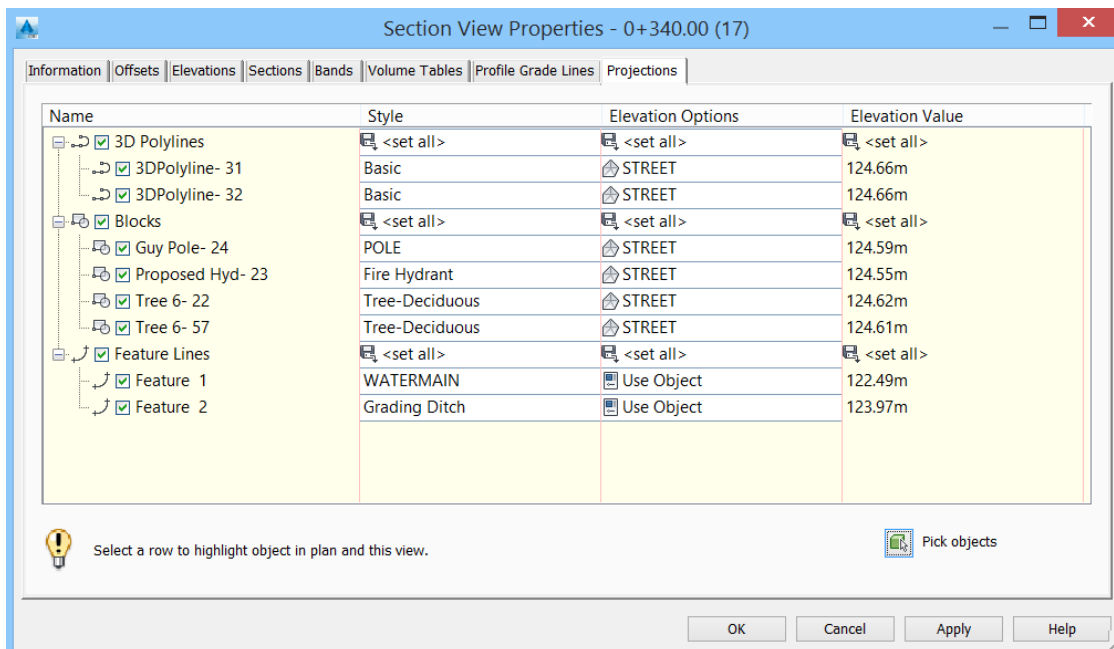 Section View Properties - 0+340.00 (17)
Information Offsets Elevations Sections Bands Volume Tables Profile Grade Lines Projections
Name Style Elevation Options Elevation Value
3D Polylines <set all> <set all> <set all>
3DPolyline- 31 Basic STREET 124.66m
3DPolyline- 32 Basic STREET 124.66m
Blocks <set all> <set all> <set all>
Guy Pole- 24 POLE STREET 124.59m
Proposed Hyd- 23 Fire Hydrant STREET 124.55m
Tree 6- 22 Tree-Deciduous STREET 124.62m
Tree 6- 57 Tree-Deciduous STREET 124.61m
Feature Lines <set all> <set all> <set all>
Feature 1 WATERMAIN Use Object 122.49m
Feature 2 Grading Ditch Use Object 123.97m
Select a row to highlight object in plan and this view. Pick objects
OK Cancel Apply Help